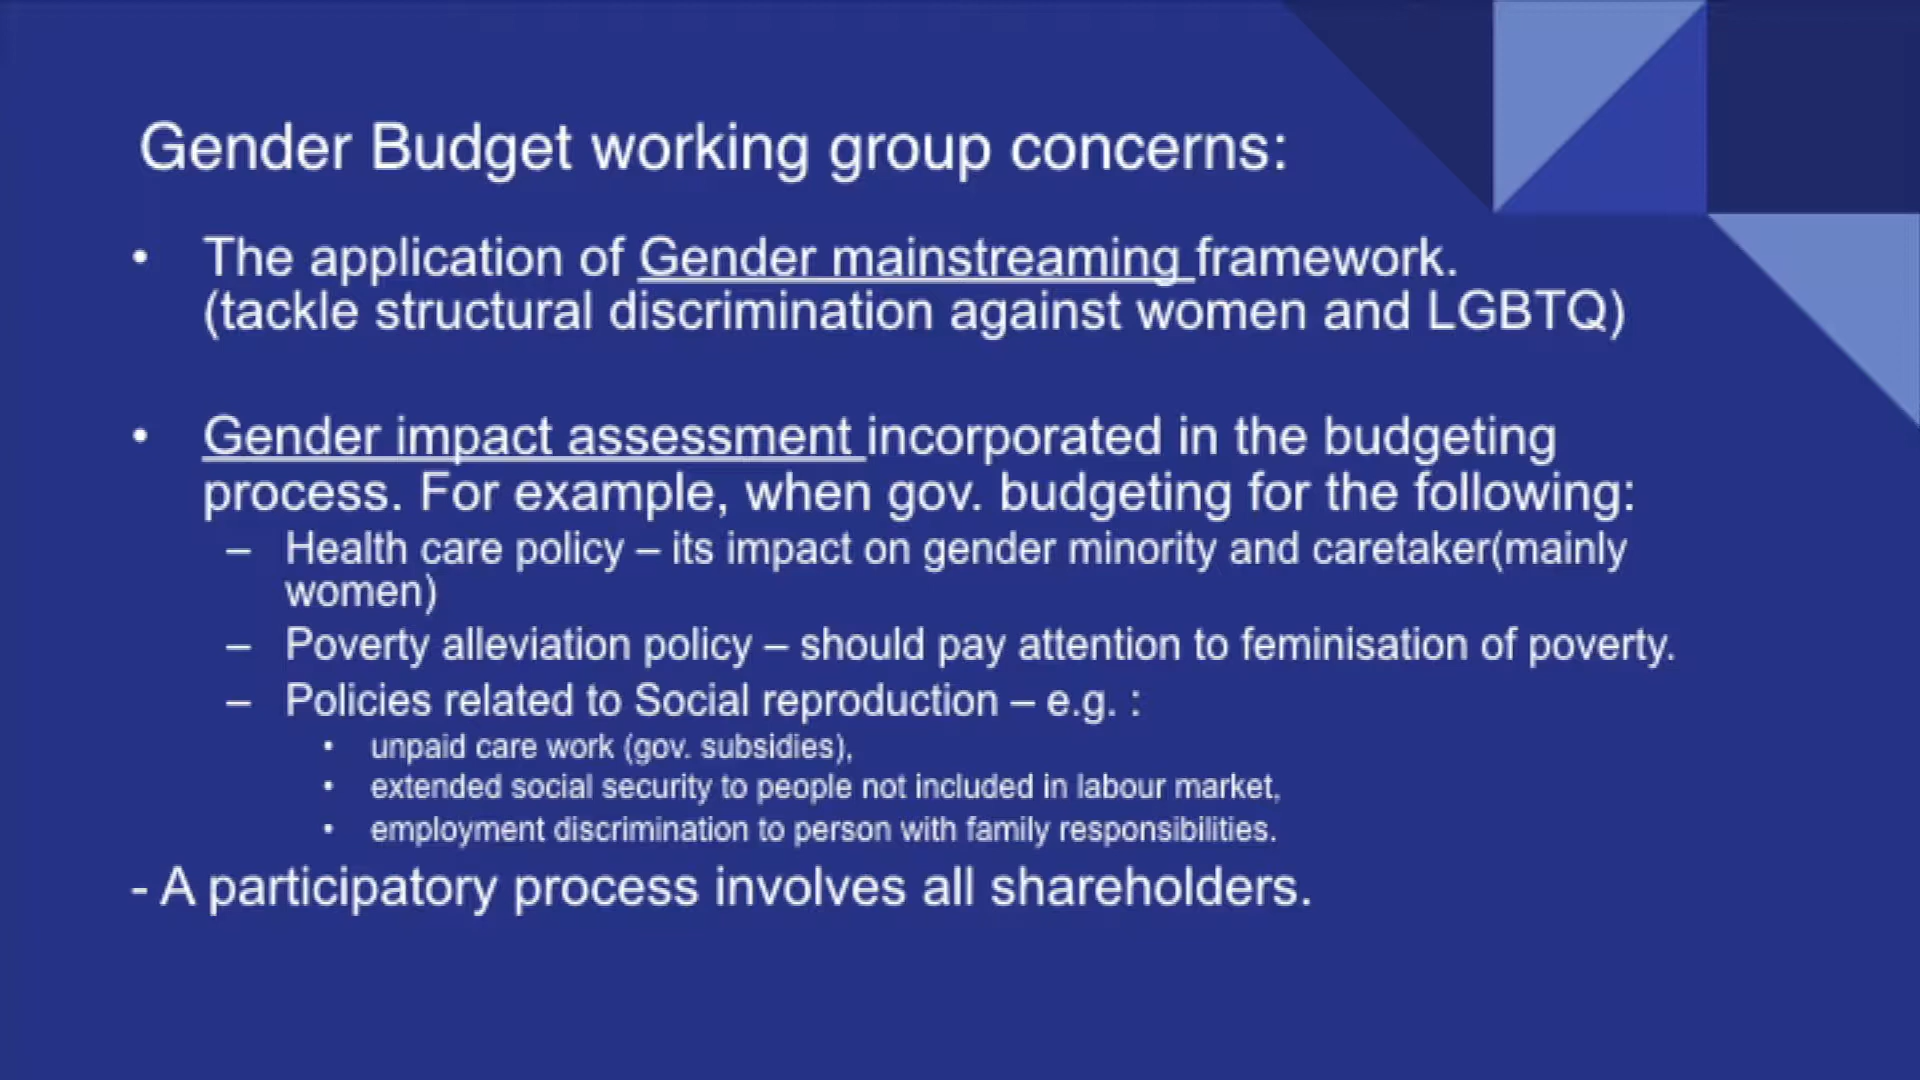 Gender Budget working group concerns:
• The application of Gender mainstreaming framework.
(tackle structural discrimination against women and LGBTQ)
• Gender impact assessment incorporated in the budgeting
process. For example, when gov. budgeting for the following:
– Health care policy – its impact on gender minority and caretaker(mainly
women)
– Poverty alleviation policy – should pay attention to feminisation of poverty.
– Policies related to Social reproduction – e.g. :
• unpaid care work (gov. subsidies),
• extended social security to people not included in labour market,
• employment discrimination to person with family responsibilities.
- A participatory process involves all shareholders.